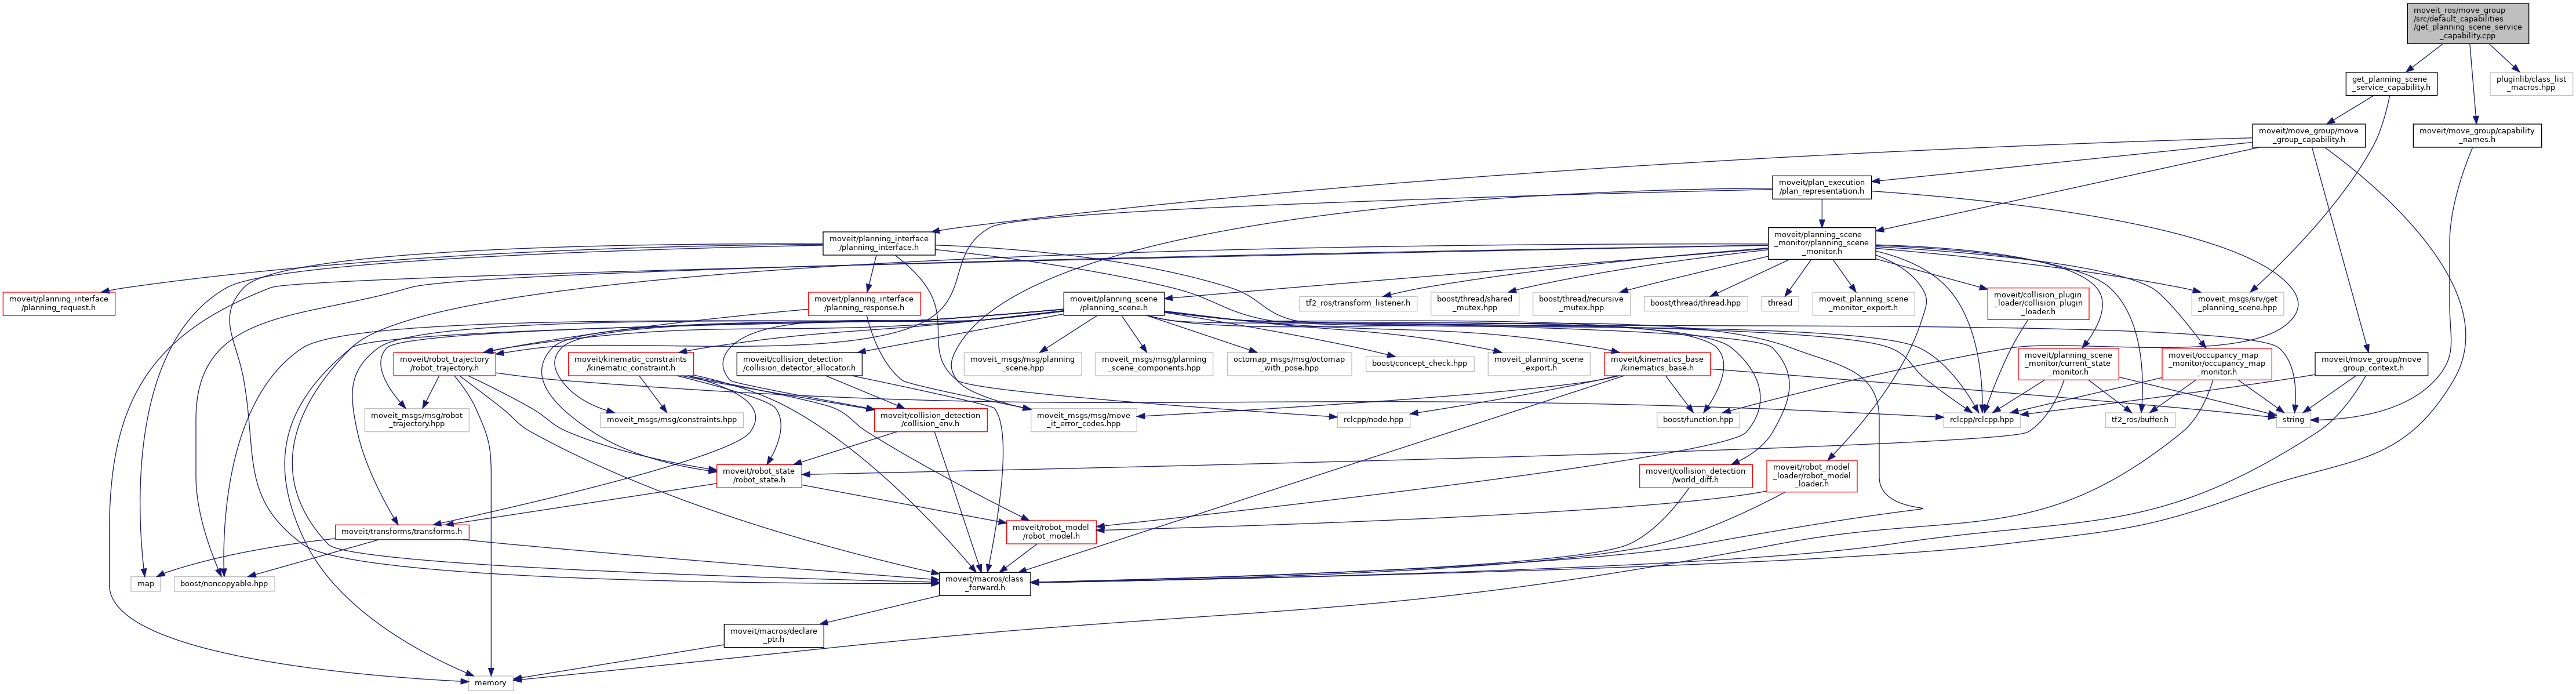 moveit_ros/move_group
/src/default_capabilities
/get_planning_scene_service
_capability.cpp
get_planning_scene
_service_capability.h
pluginlib/class_list
_macros.hpp
moveit/move_group/move
_group_capability.h
moveit/move_group/capability
_names.h
moveit/plan_execution
/plan_representation.h
moveit/planning_interface
/planning_interface.h
moveit/planning_scene
_monitor/planning_scene
_monitor.h
moveit/planning_interface
/planning_request.h
moveit/planning_interface
/planning_response.h
moveit/planning_scene
/planning_scene.h
tf2_ros/transform_listener.h
boost/thread/shared
_mutex.hpp
boost/thread/recursive
_mutex.hpp
boost/thread/thread.hpp
thread
moveit_planning_scene
_monitor_export.h
moveit/collision_plugin
_loader/collision_plugin
_loader.h
moveit_msgs/srv/get
_planning_scene.hpp
moveit/robot_trajectory
/robot_trajectory.h
moveit/kinematic_constraints
/kinematic_constraint.h
moveit/collision_detection
/collision_detector_allocator.h
moveit_msgs/msg/planning
_scene.hpp
moveit_msgs/msg/planning
_scene_components.hpp
octomap_msgs/msg/octomap
_with_pose.hpp
boost/concept_check.hpp
moveit_planning_scene
_export.h
moveit/kinematics_base
/kinematics_base.h
moveit/planning_scene
_monitor/current_state
_monitor.h
moveit/occupancy_map
_monitor/occupancy_map
_monitor.h
moveit/move_group/move
_group_context.h
moveit_msgs/msg/robot
_trajectory.hpp
moveit_msgs/msg/constraints.hpp
moveit/collision_detection
/collision_env.h
moveit_msgs/msg/move
_it_error_codes.hpp
rclcpp/node.hpp
boost/function.hpp
rclcpp/rclcpp.hpp
tf2_ros/buffer.h
string
moveit/robot_state
/robot_state.h
moveit/collision_detection
/world_diff.h
moveit/robot_model
_loader/robot_model
_loader.h
moveit/transforms/transforms.h
moveit/robot_model
/robot_model.h
map
boost/noncopyable.hpp
moveit/macros/class
_forward.h
moveit/macros/declare
_ptr.h
memory